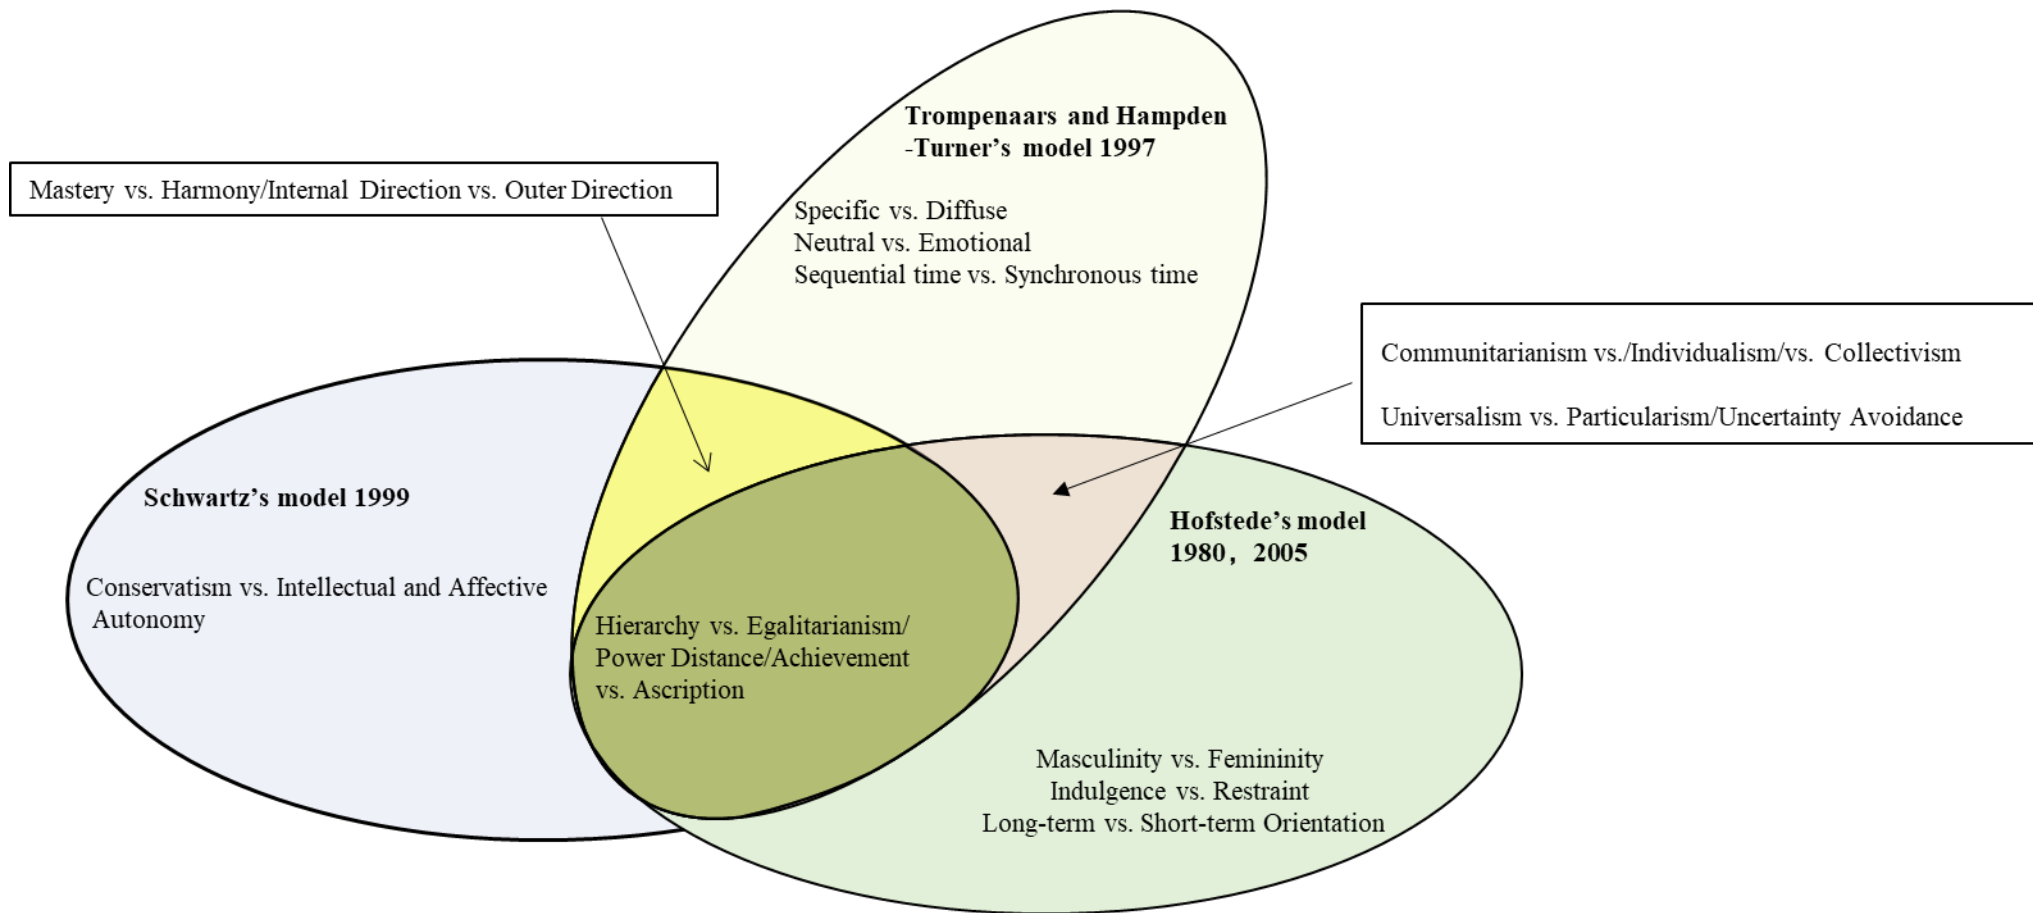 Trompenaars and Hampden
-Turner’s model 1997
Mastery vs. Harmony/Internal Direction vs. Outer Direction
Specific vs. Diffuse
Neutral vs. Emotional
Sequential time vs. Synchronous time
Communitarianism vs./Individualism/vs. Collectivism
Universalism vs. Particularism/Uncertainty Avoidance
Schwartz’s model 1999
Hofstede’s model
1980，2005
Conservatism vs. Intellectual and Affective
Autonomy
Hierarchy vs. Egalitarianism/
Power Distance/Achievement
vs. Ascription
Masculinity vs. Femininity
Indulgence vs. Restraint
Long-term vs. Short-term Orientation